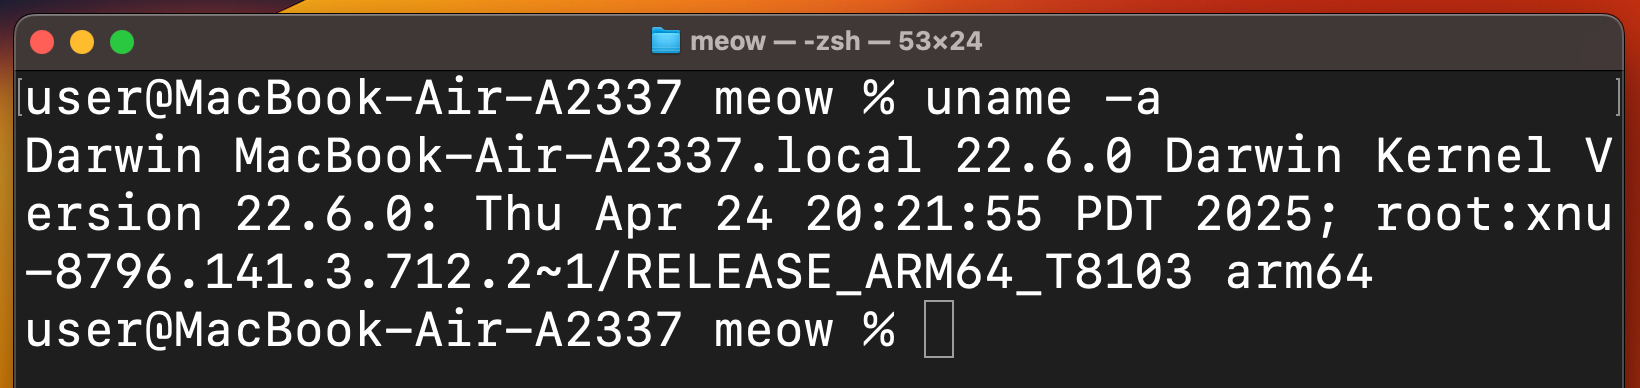 meow — -zsh — 53×24
user@MacBook-Air-A2337 meow % uname -a
Darwin MacBook-Air-A2337.local 22.6.0 Darwin Kernel V
ersion 22.6.0: Thu Apr 24 20:21:55 PDT 2025; root:xnu
-8796.141.3.712.2~1/RELEASE_ARM64_T8103 arm64
user@MacBook-Air-A2337 meow %